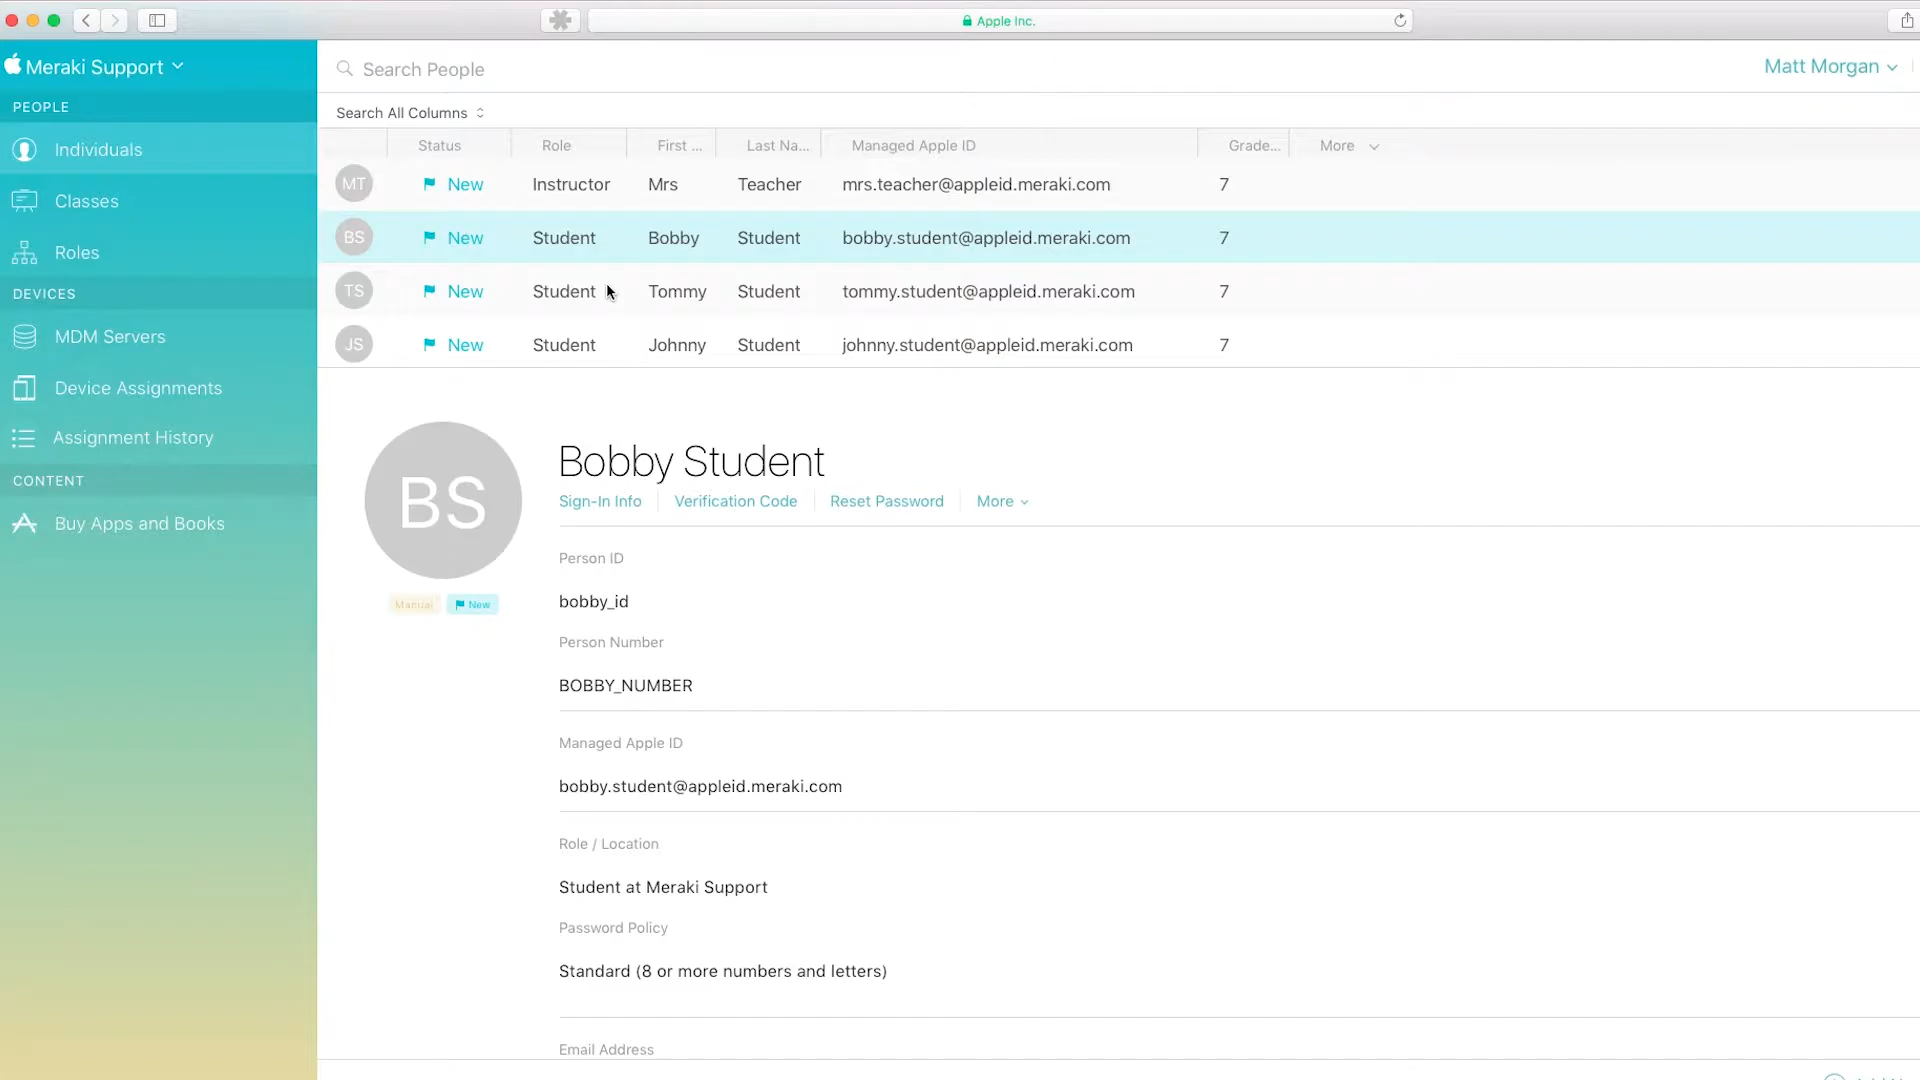 Apple Inc.
Meraki Support
Search People
Matt Morgan
PEOPLE
Search All Columns
Status Role First ... Last Na... Managed Apple ID Grade... More
Individuals
MT New Instructor Mrs Teacher mrs.teacher@appleid.meraki.com 7
Classes
BS New Student Bobby Student bobby.student@appleid.meraki.com 7
Roles
DEVICES
TS New Student Tommy Student tommy.student@appleid.meraki.com 7
MDM Servers
JS New Student Johnny Student johnny.student@appleid.meraki.com 7
Device Assignments
Assignment History
CONTENT
Buy Apps and Books
BS
Manual New
Bobby Student
Sign-In Info Verification Code Reset Password More
Person ID
bobby_id
Person Number
BOBBY_NUMBER
Managed Apple ID
bobby.student@appleid.meraki.com
Role / Location
Student at Meraki Support
Password Policy
Standard (8 or more numbers and letters)
Email Address